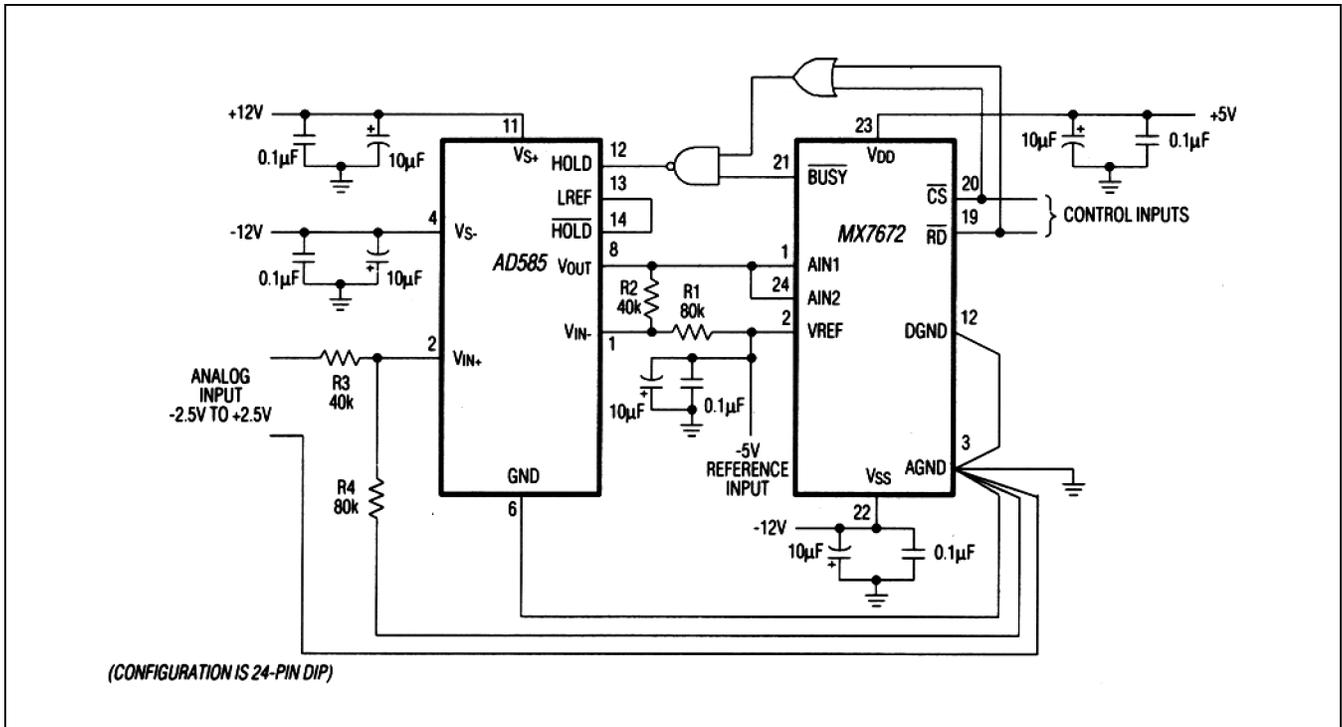 +12V
0.1µF
10µF
+
11
VS+
-12V
0.1µF
10µF
+
4
VS-
AD585
HOLD
12
LREF
13
HOLD
14
VOUT
8
VIN-
1
VIN+
2
GND
6
ANALOG
INPUT
-2.5V TO +2.5V
R3
40k
R4
80k
R2
40k
R1
80k
10µF
+
0.1µF
-5V
REFERENCE
INPUT
23
VDD
21
BUSY
MX7672
1
AIN1
24
AIN2
2
VREF
CS
20
RD
19
CONTROL INPUTS
10µF
+
0.1µF
+5V
DGND
12
AGND
3
VSS
22
-12V
10µF
+
0.1µF
(CONFIGURATION IS 24-PIN DIP)